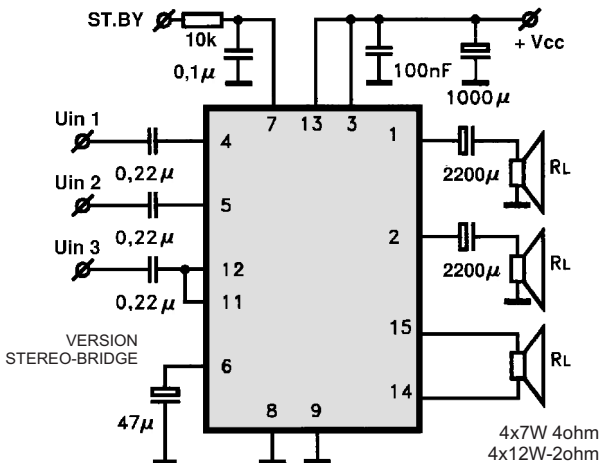 ST.BY
10k
0,1μ
100nF
+ Vcc
1000μ
7 13 3
Uin 1
0,22μ
4
1
2200μ
RL
Uin 2
0,22μ
5
2
2200μ
RL
Uin 3
0,22μ
12
11
15
14
RL
VERSION
STEREO-BRIDGE
6
47μ
8 9
4x7W 4ohm
4x12W-2ohm